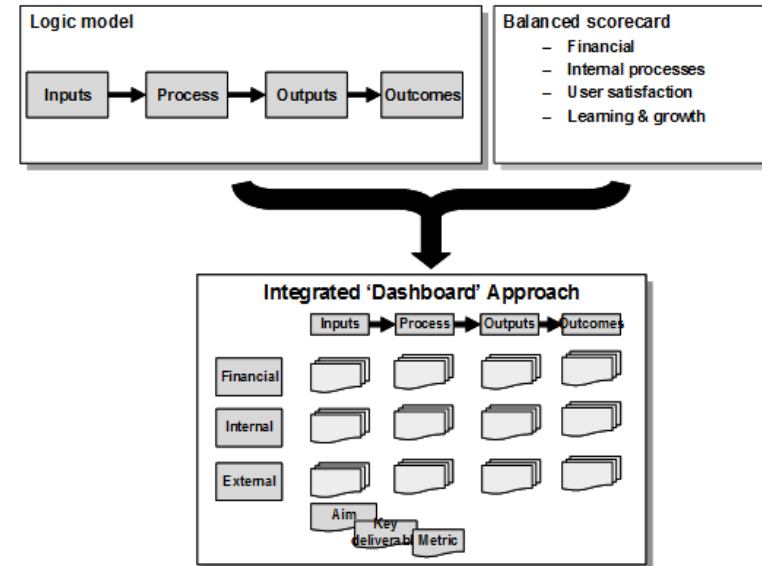 Logic model
Inputs
Process
Outputs
Outcomes
Balanced scorecard
– Financial
– Internal processes
– User satisfaction
– Learning & growth
Integrated ‘Dashboard’ Approach
Inputs
Process
Outputs
Outcomes
Financial
Internal
External
Aim
Key
deliverabl
Metric